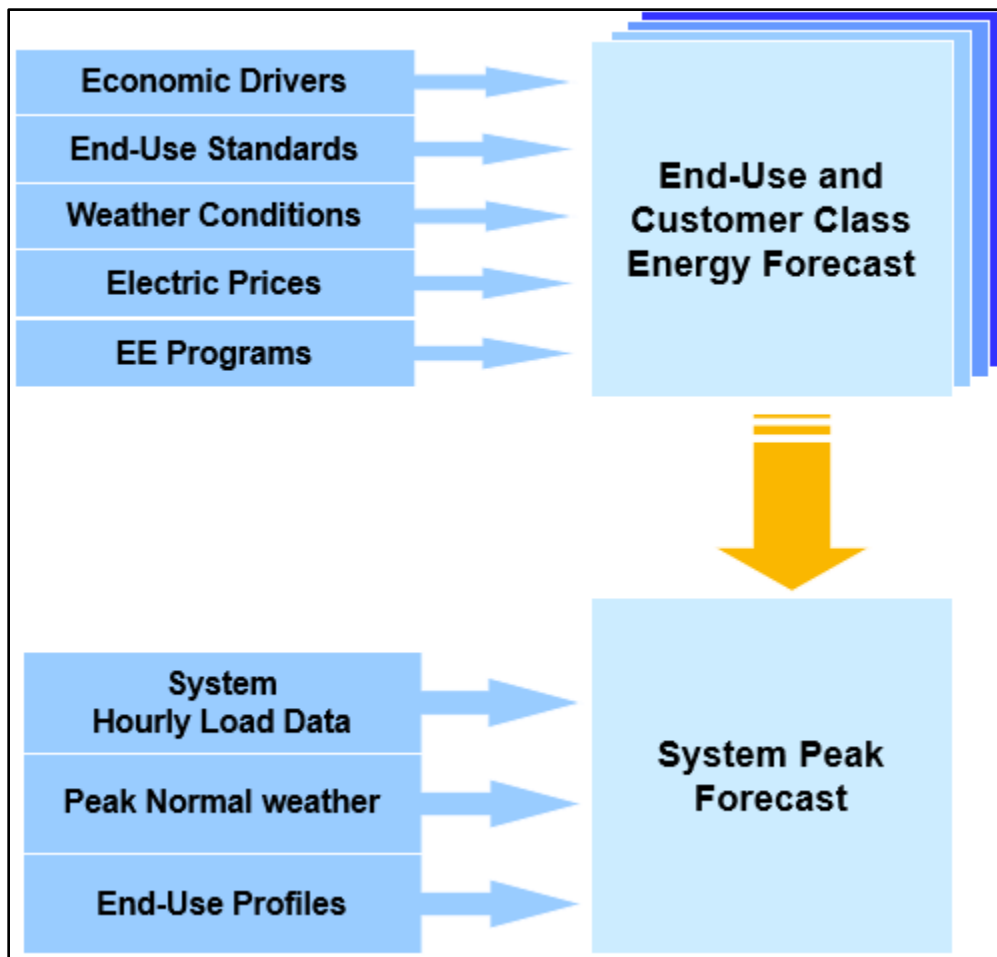 Economic Drivers
End-Use Standards
Weather Conditions
Electric Prices
EE Programs
End-Use and
Customer Class
Energy Forecast
System
Hourly Load Data
Peak Normal weather
End-Use Profiles
System Peak
Forecast